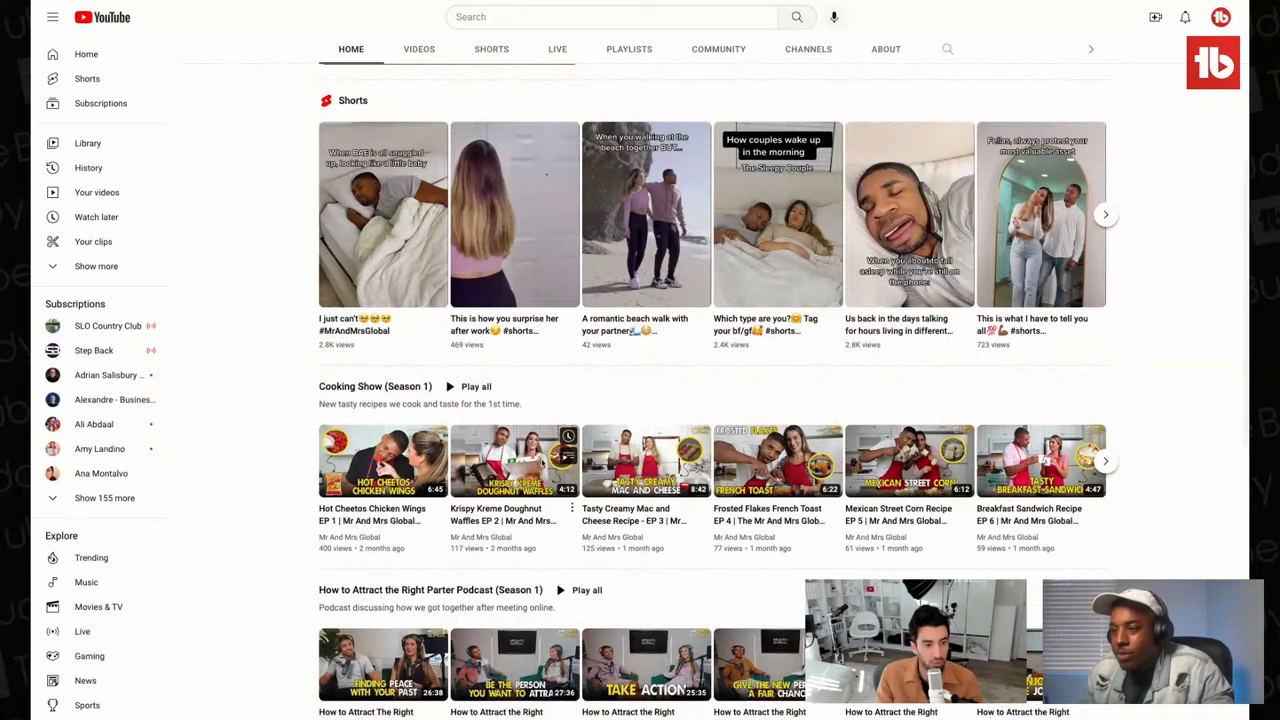 YouTube
Search
HOME
VIDEOS
SHORTS
LIVE
PLAYLISTS
COMMUNITY
CHANNELS
ABOUT
Home
Shorts
Subscriptions
Library
History
Your videos
Watch later
Your clips
Show more
Subscriptions
SLO Country Club
Step Back
Adrian Salisbury ...
Alexandre - Busines...
Ali Abdaal
Amy Landino
Ana Montalvo
Show 155 more
Explore
Trending
Music
Movies & TV
Live
Gaming
News
Sports
Shorts
When BAE is all snuggled
up, looking like a little baby
When you walking at the
beach together BUT...
How couples wake up
in the morning
The Sleepy Couple
When you about to fall
asleep while you're still on
the phone.
Fellas, always protect your
most valuable asset
I just can't🥹🥹🥹
#MrAndMrsGlobal
2.8K views
This is how you surprise her
after work😏 #shorts...
469 views
A romantic beach walk with
your partner🌊😳...
42 views
Which type are you?🤗 Tag
your bf/gf🥰 #shorts...
2.4K views
Us back in the days talking
for hours living in different...
2.8K views
This is what I have to tell you
all💯💪🏾 #shorts...
723 views
Cooking Show (Season 1)
Play all
New tasty recipes we cook and taste for the 1st time.
HOT CHEETOS
CHICKEN WINGS
6:45
KRISPY KREME
DOUGHNUT WAFFLES
4:12
TASTY CREAMY
MAC AND CHEESE
8:42
FROSTED FLAKES
FRENCH TOAST
6:22
MEXICAN STREET CORN
6:12
TASTY
BREAKFAST SANDWICH
4:47
Hot Cheetos Chicken Wings
EP 1 | Mr And Mrs Global...
Mr And Mrs Global
400 views • 2 months ago
Krispy Kreme Doughnut
Waffles EP 2 | Mr And Mrs...
Mr And Mrs Global
117 views • 2 months ago
Tasty Creamy Mac and
Cheese Recipe - EP 3 | Mr...
Mr And Mrs Global
125 views • 1 month ago
Frosted Flakes French Toast
EP 4 | The Mr And Mrs Glob...
Mr And Mrs Global
77 views • 1 month ago
Mexican Street Corn Recipe
EP 5 | Mr And Mrs Global...
Mr And Mrs Global
61 views • 1 month ago
Breakfast Sandwich Recipe
EP 6 | Mr And Mrs Global...
Mr And Mrs Global
59 views • 1 month ago
How to Attract the Right Parter Podcast (Season 1)
Play all
Podcast discussing how we got together after meeting online.
FINDING PEACE
WITH YOUR PAST
26:38
BE THE PERSON
YOU WANT TO ATTRA
27:36
TAKE ACTION
25:35
GIVE THE NEW P
A FAIR CHANC
How to Attract The Right
How to Attract the Right
How to Attract the Right
How to Attract the Right
How to Attract the Right
How to Attract the Right